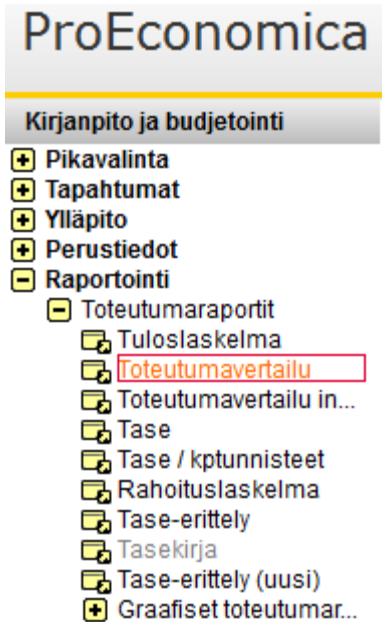 ProEconomica
Kirjanpito ja budjetointi
Pikavalinta
Tapahtumat
Ylläpito
Perustiedot
Raportointi
Toteutumaraportit
Tuloslaskelma
Toteutumavertailu
Toteutumavertailu in...
Tase
Tase / kptunnisteet
Rahoituslaskelma
Tase-erittely
Tasekirja
Tase-erittely (uusi)
Graafiset toteutumar...